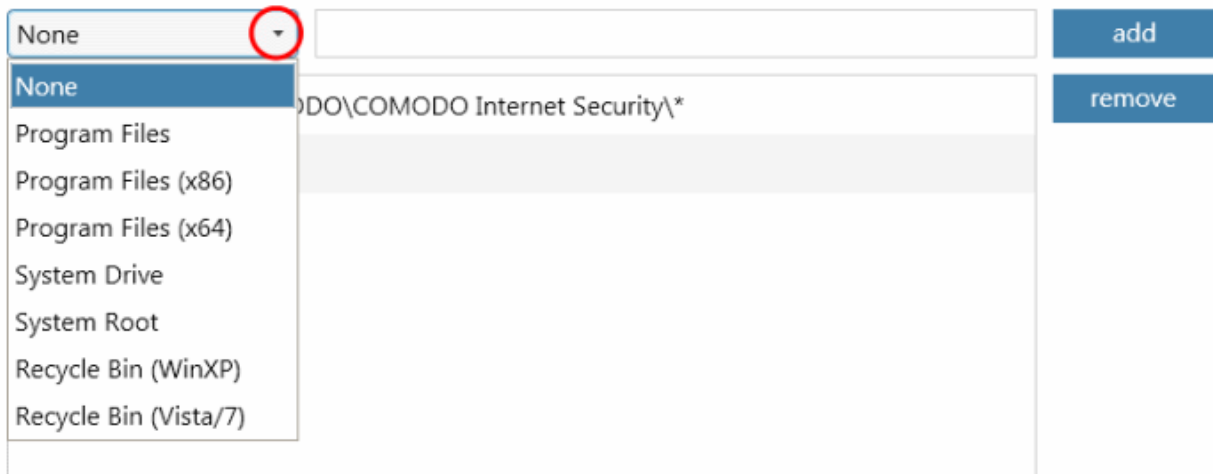 None
add
None
DO\COMODO Internet Security\*
remove
Program Files
Program Files (x86)
Program Files (x64)
System Drive
System Root
Recycle Bin (WinXP)
Recycle Bin (Vista/7)